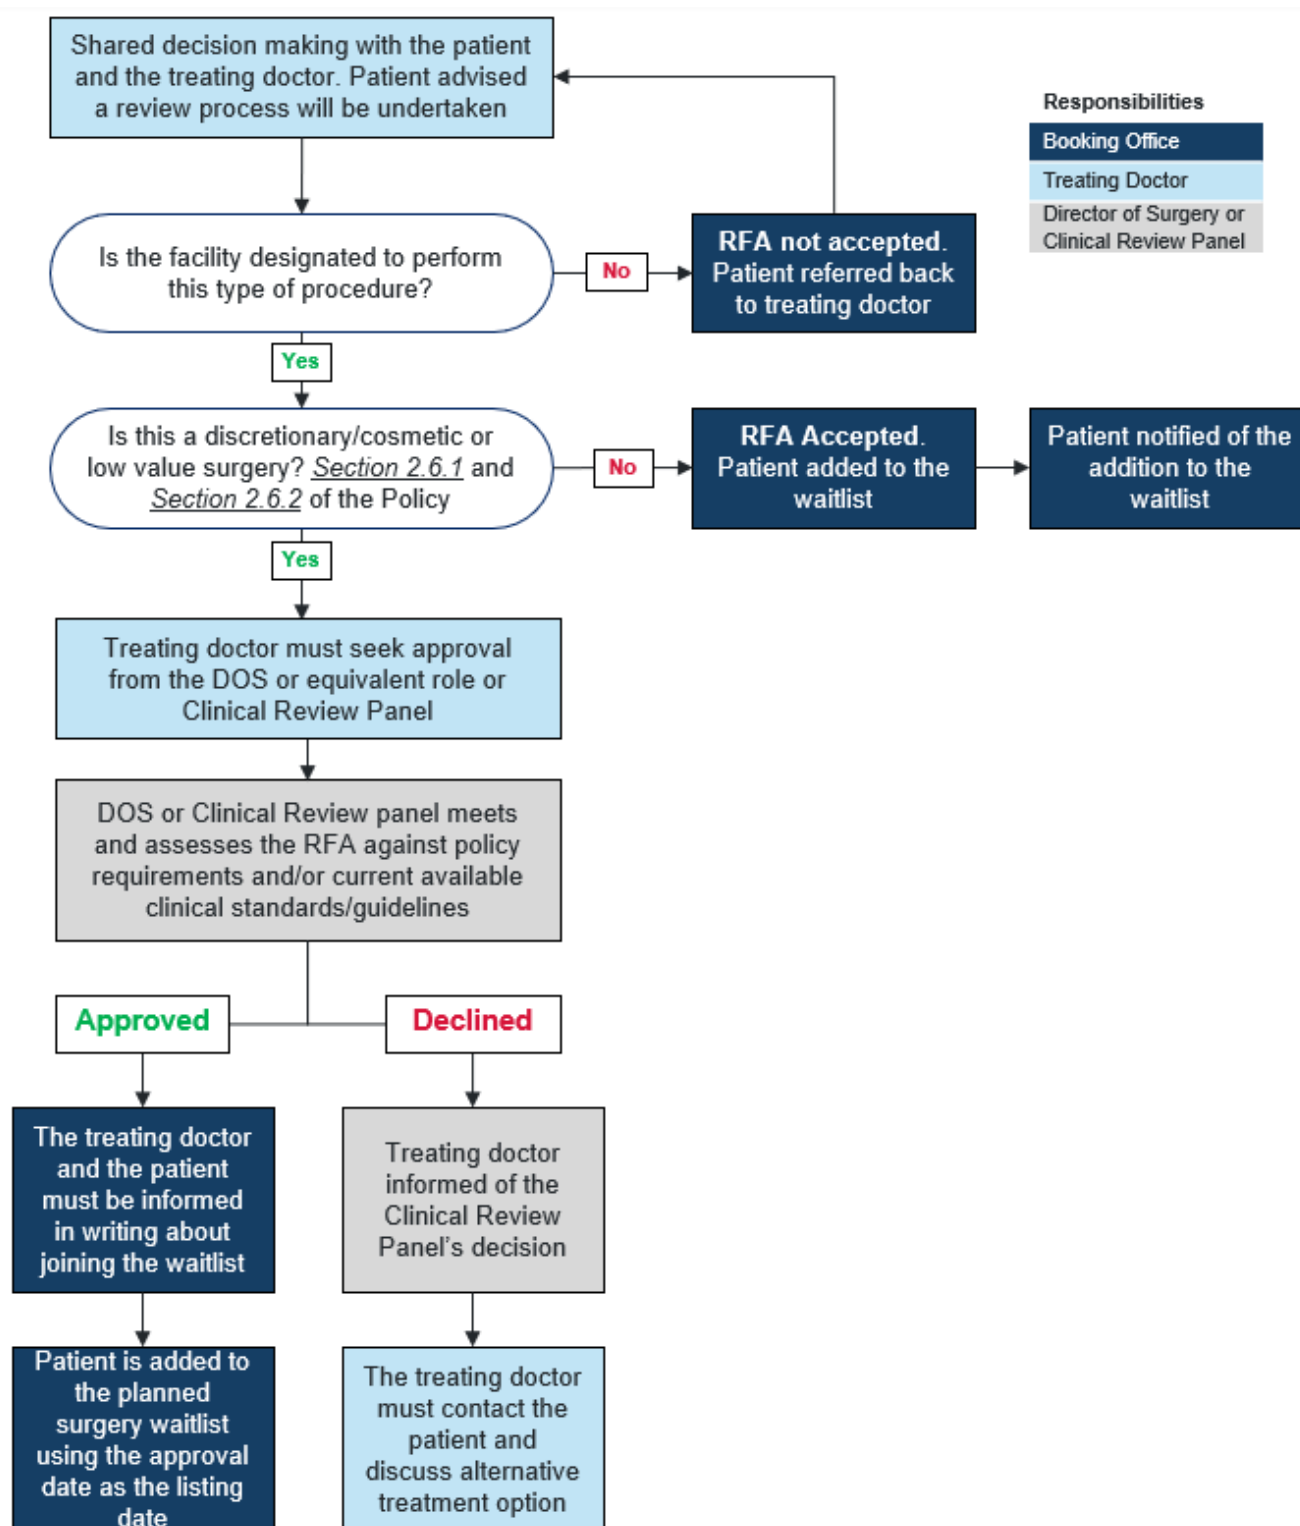 Shared decision making with the patient
and the treating doctor. Patient advised
a review process will be undertaken
Responsibilities
Booking Office
Treating Doctor
Director of Surgery or
Clinical Review Panel
Is the facility designated to perform
this type of procedure?
No
RFA not accepted.
Patient referred back
to treating doctor
Yes
Is this a discretionary/cosmetic or
low value surgery? Section 2.6.1 and
Section 2.6.2 of the Policy
No
RFA Accepted.
Patient added to the
waitlist
Patient notified of the
addition to the
waitlist
Yes
Treating doctor must seek approval
from the DOS or equivalent role or
Clinical Review Panel
DOS or Clinical Review panel meets
and assesses the RFA against policy
requirements and/or current available
clinical standards/guidelines
Approved
Declined
The treating doctor
and the patient
must be informed
in writing about
joining the waitlist
Treating doctor
informed of the
Clinical Review
Panel's decision
Patient is added to
the planned
surgery waitlist
using the approval
date as the listing
date
The treating doctor
must contact the
patient and
discuss alternative
treatment option